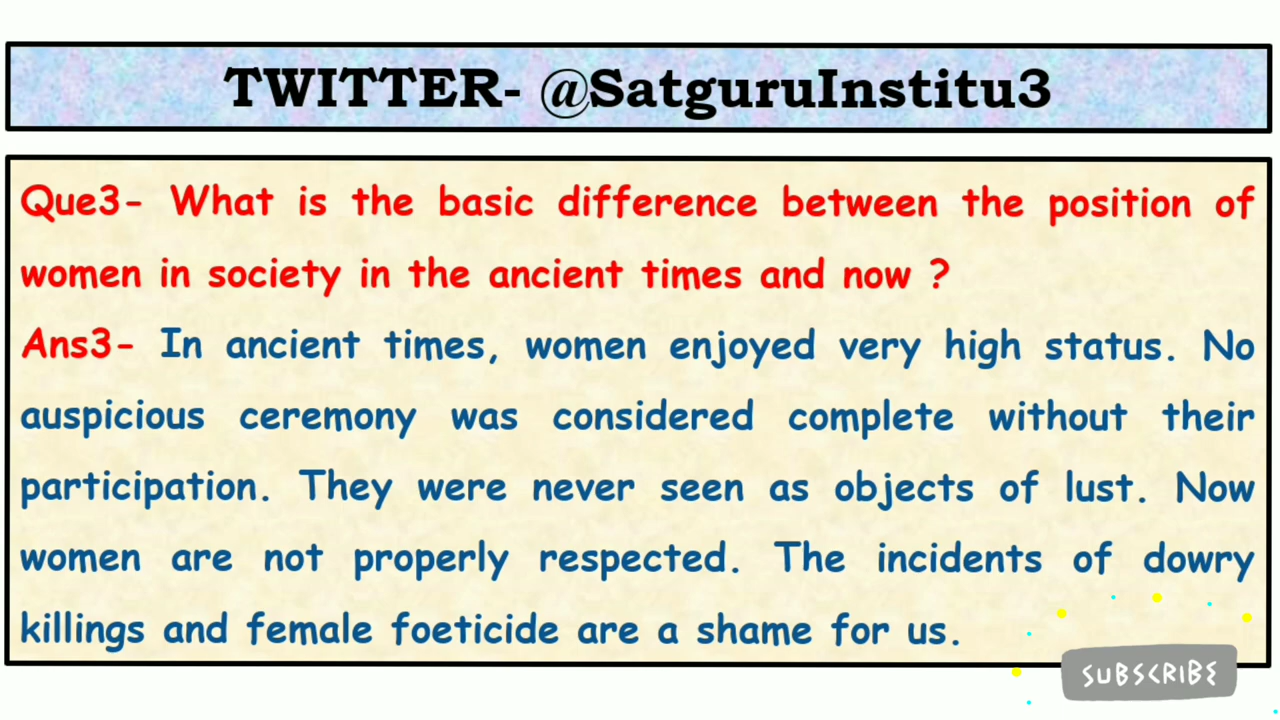 TWITTER- @SatguruInstitu3
Que3- What is the basic difference between the position of
women in society in the ancient times and now ?
Ans3- In ancient times, women enjoyed very high status. No
auspicious ceremony was considered complete without their
participation. They were never seen as objects of lust. Now
women are not properly respected. The incidents of dowry
killings and female foeticide are a shame for us.
SUBSCRIBE